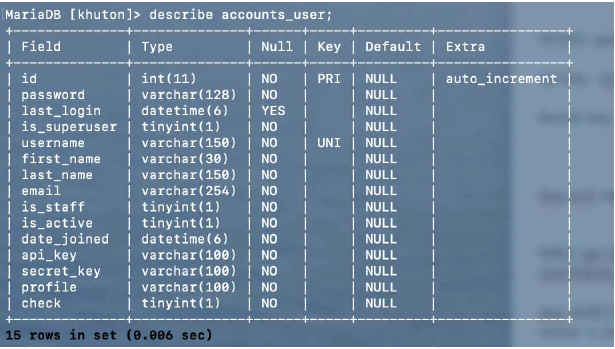 MariaDB [khuton]> describe accounts_user;
| Field | Type | Null | Key | Default | Extra |
| id | int(11) | NO | PRI | NULL | auto_increment |
| password | varchar(128) | NO | | NULL | |
| last_login | datetime(6) | YES | | NULL | |
| is_superuser | tinyint(1) | NO | | NULL | |
| username | varchar(150) | NO | UNI | NULL | |
| first_name | varchar(30) | NO | | NULL | |
| last_name | varchar(150) | NO | | NULL | |
| email | varchar(254) | NO | | NULL | |
| is_staff | tinyint(1) | NO | | NULL | |
| is_active | tinyint(1) | NO | | NULL | |
| date_joined | datetime(6) | NO | | NULL | |
| api_key | varchar(100) | NO | | NULL | |
| secret_key | varchar(100) | NO | | NULL | |
| profile | varchar(100) | NO | | NULL | |
| check | tinyint(1) | NO | | NULL | |
15 rows in set (0.006 sec)